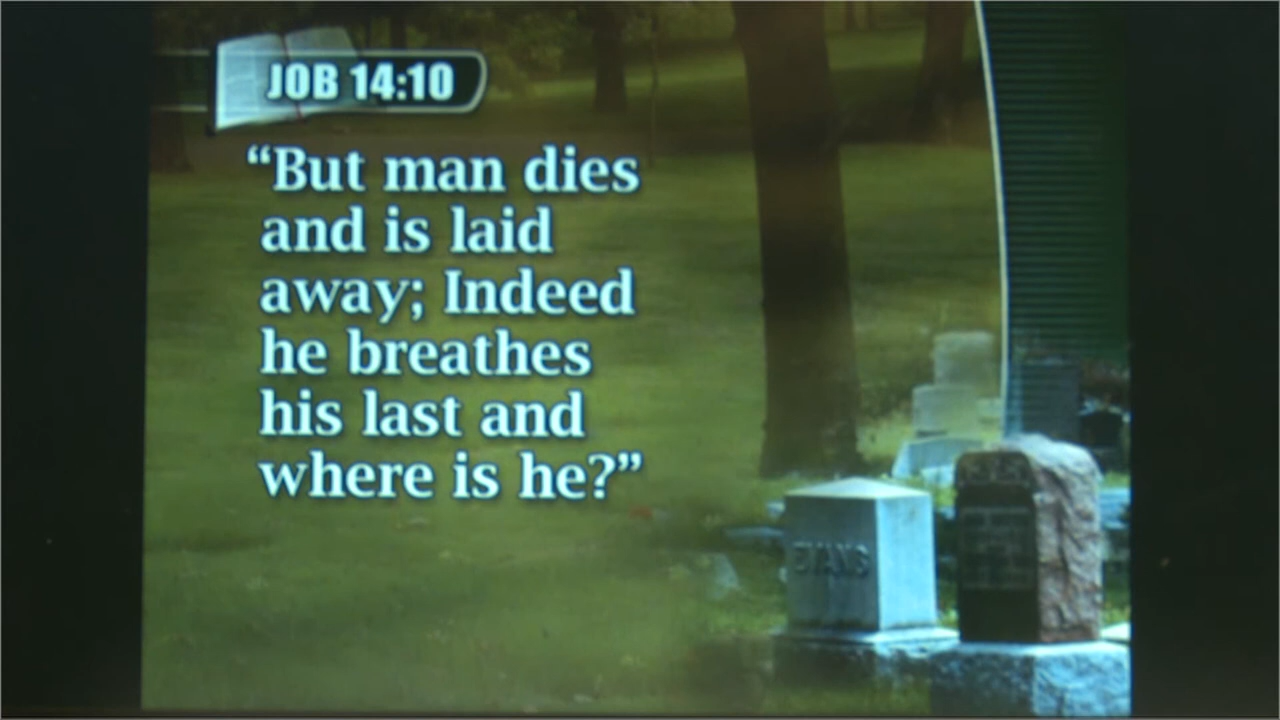 JOB 14:10
“But man dies
and is laid
away; Indeed
he breathes
his last and
where is he?”
EVANS